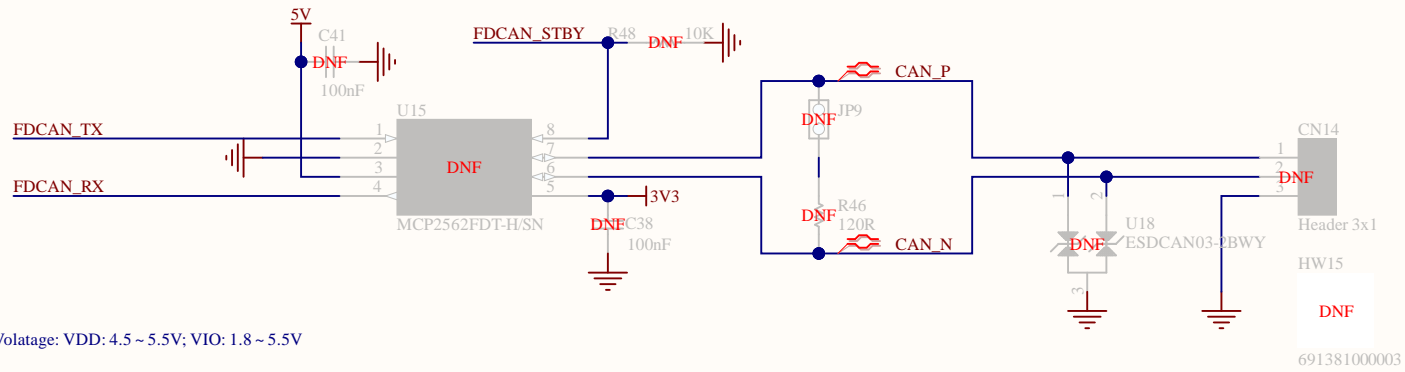 5V
C41
DNF
100nF
FDCAN_STBY
R48
DNF
10K
FDCAN_TX
FDCAN_RX
U15
1
2
3
4
8
7
6
5
DNF
MCP2562FDT-H/SN
3V3
DNF
C38
100nF
CAN_P
JP9
DNF
R46
DNF
120R
CAN_N
1
2
DNF
U18
ESDCAN03-2BWY
3
CN14
1
2
DNF
3
Header 3x1
HW15
DNF
691381000003
Volatage: VDD: 4.5 ~ 5.5V; VIO: 1.8 ~ 5.5V